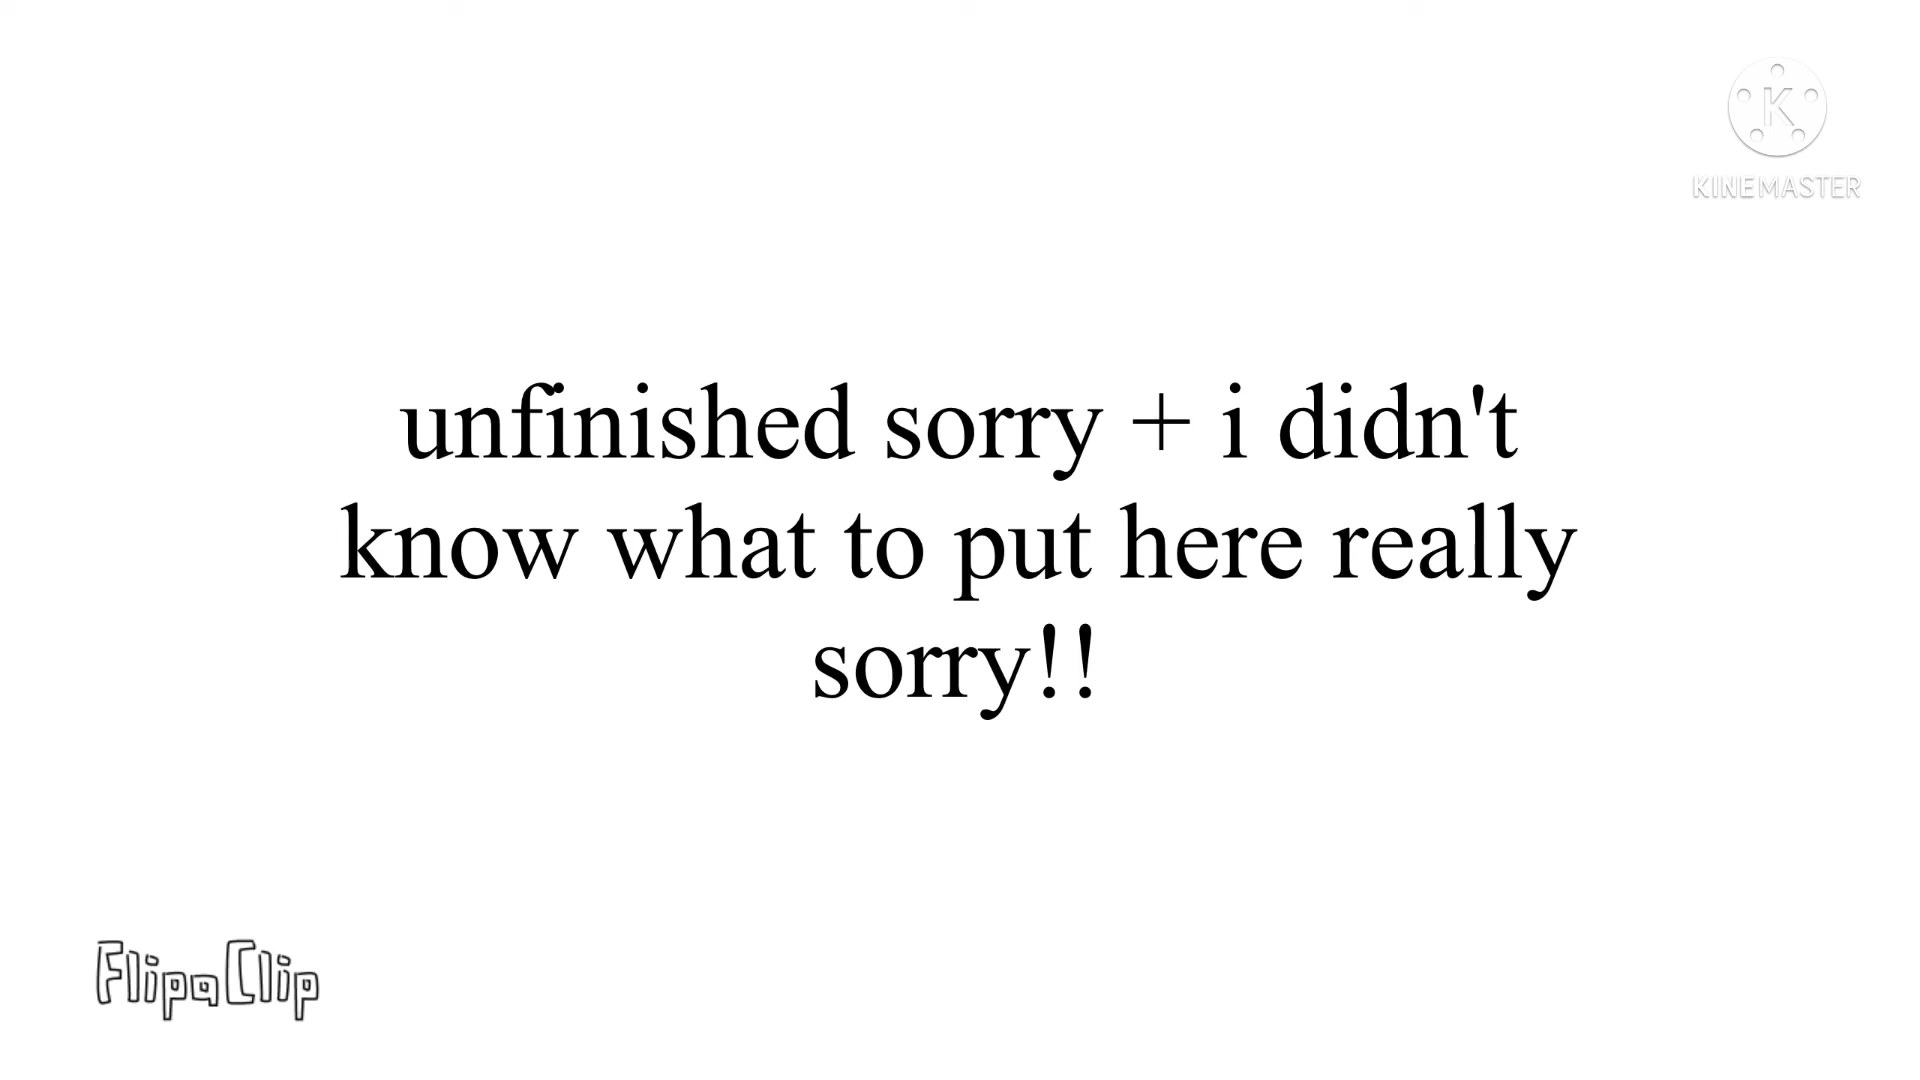 KINEMASTER
unfinished sorry + i didn't
know what to put here really
sorry!!
FlipaClip